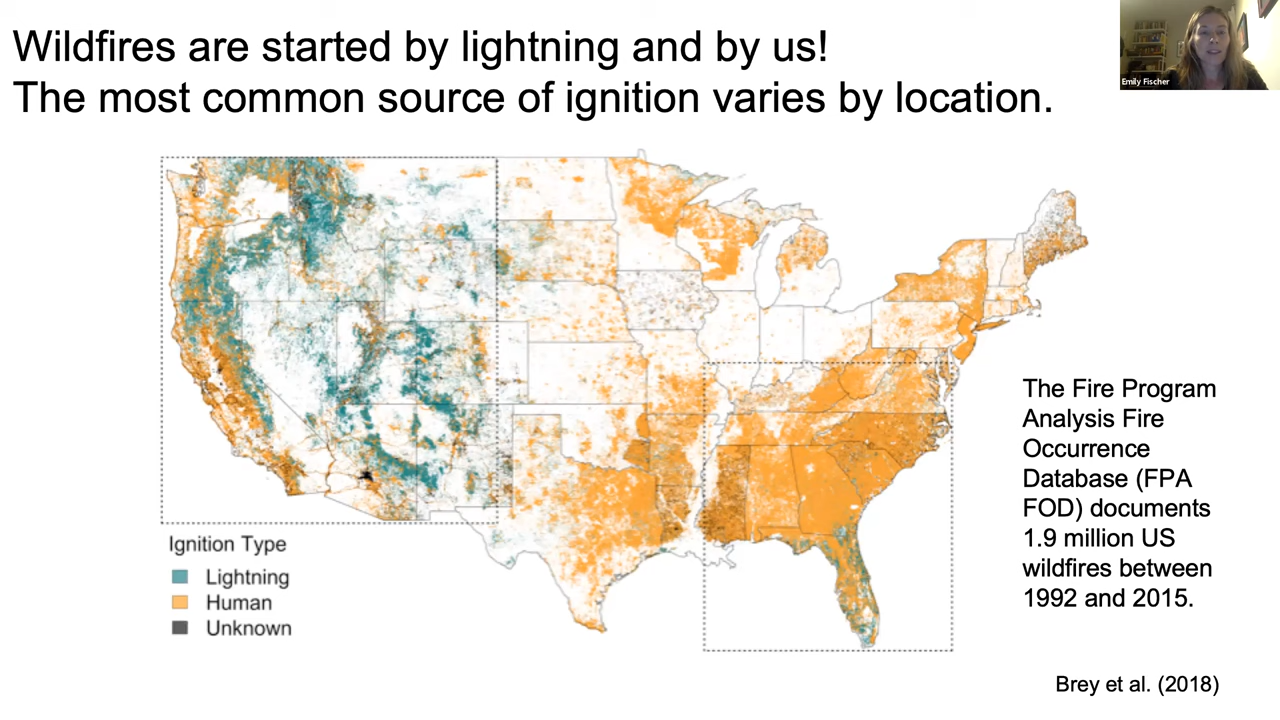 Wildfires are started by lightning and by us!
The most common source of ignition varies by location.
Emily Fischer
The Fire Program
Analysis Fire
Occurrence
Database (FPA
FOD) documents
1.9 million US
wildfires between
1992 and 2015.
Ignition Type
Lightning
Human
Unknown
Brey et al. (2018)